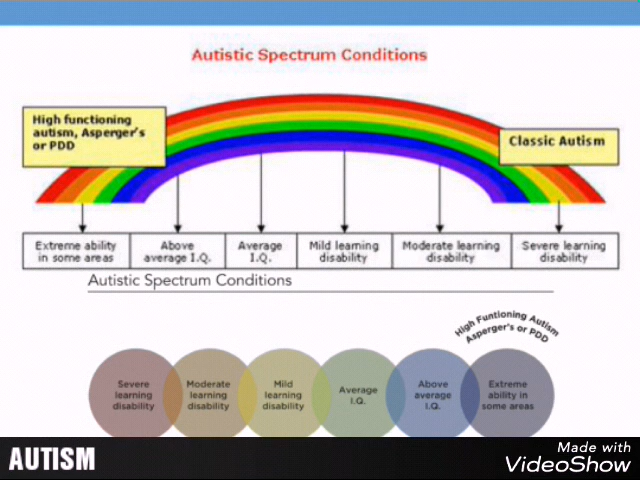 Autistic Spectrum Conditions
High functioning
autism, Asperger's
or PDD
Classic Autism
Extreme ability
in some areas
Above
average I.Q.
Average
I.Q.
Mild learning
disability
Moderate learning
disability
Severe learning
disability
Autistic Spectrum Conditions
High Funtioning Autism
Asperger's or PDD
Severe
learning
disability
Moderate
learning
disability
Mild
learning
disability
Average
I.Q.
Above
average
I.Q.
Extreme
ability in
some areas
AUTISM
Made with
VideoShow